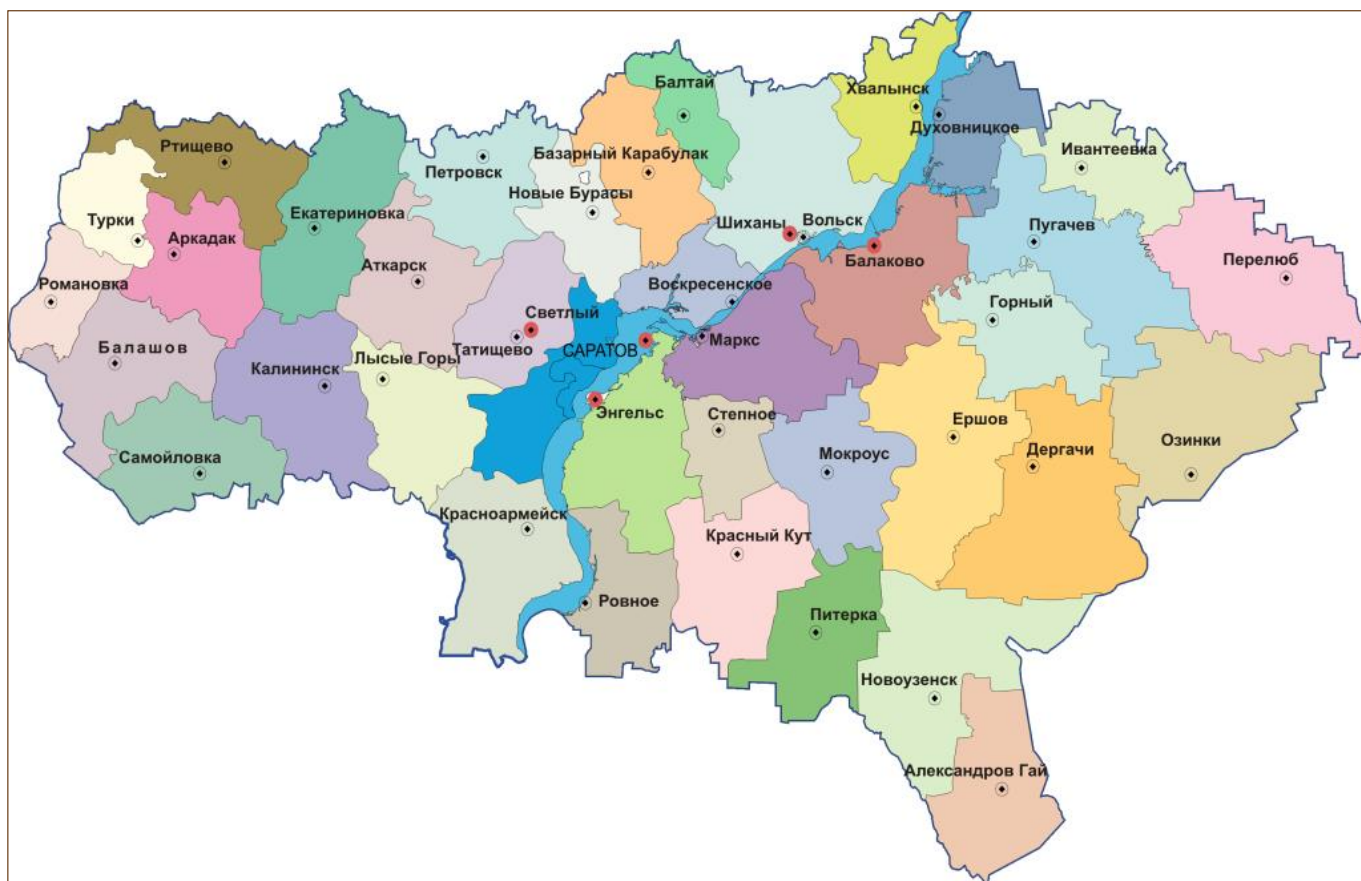 Балтай
Хвалынск
Духовницкое
Ртищево
Ивантеевка
Базарный Карабулак
Петровск
Новые Бурасы
Турки
Екатериновка
Шиханы
Вольск
Пугачев
Аркадак
Балаково
Аткарск
Перелюб
Романовка
Воскресенское
Горный
Светлый
Татищево
САРАТОВ
Маркс
Балашов
Лысые Горы
Калининск
Энгельс
Степное
Ершов
Озинки
Дергачи
Самойловка
Мокроус
Красноармейск
Красный Кут
Ровное
Питерка
Новоузенск
Александров Гай